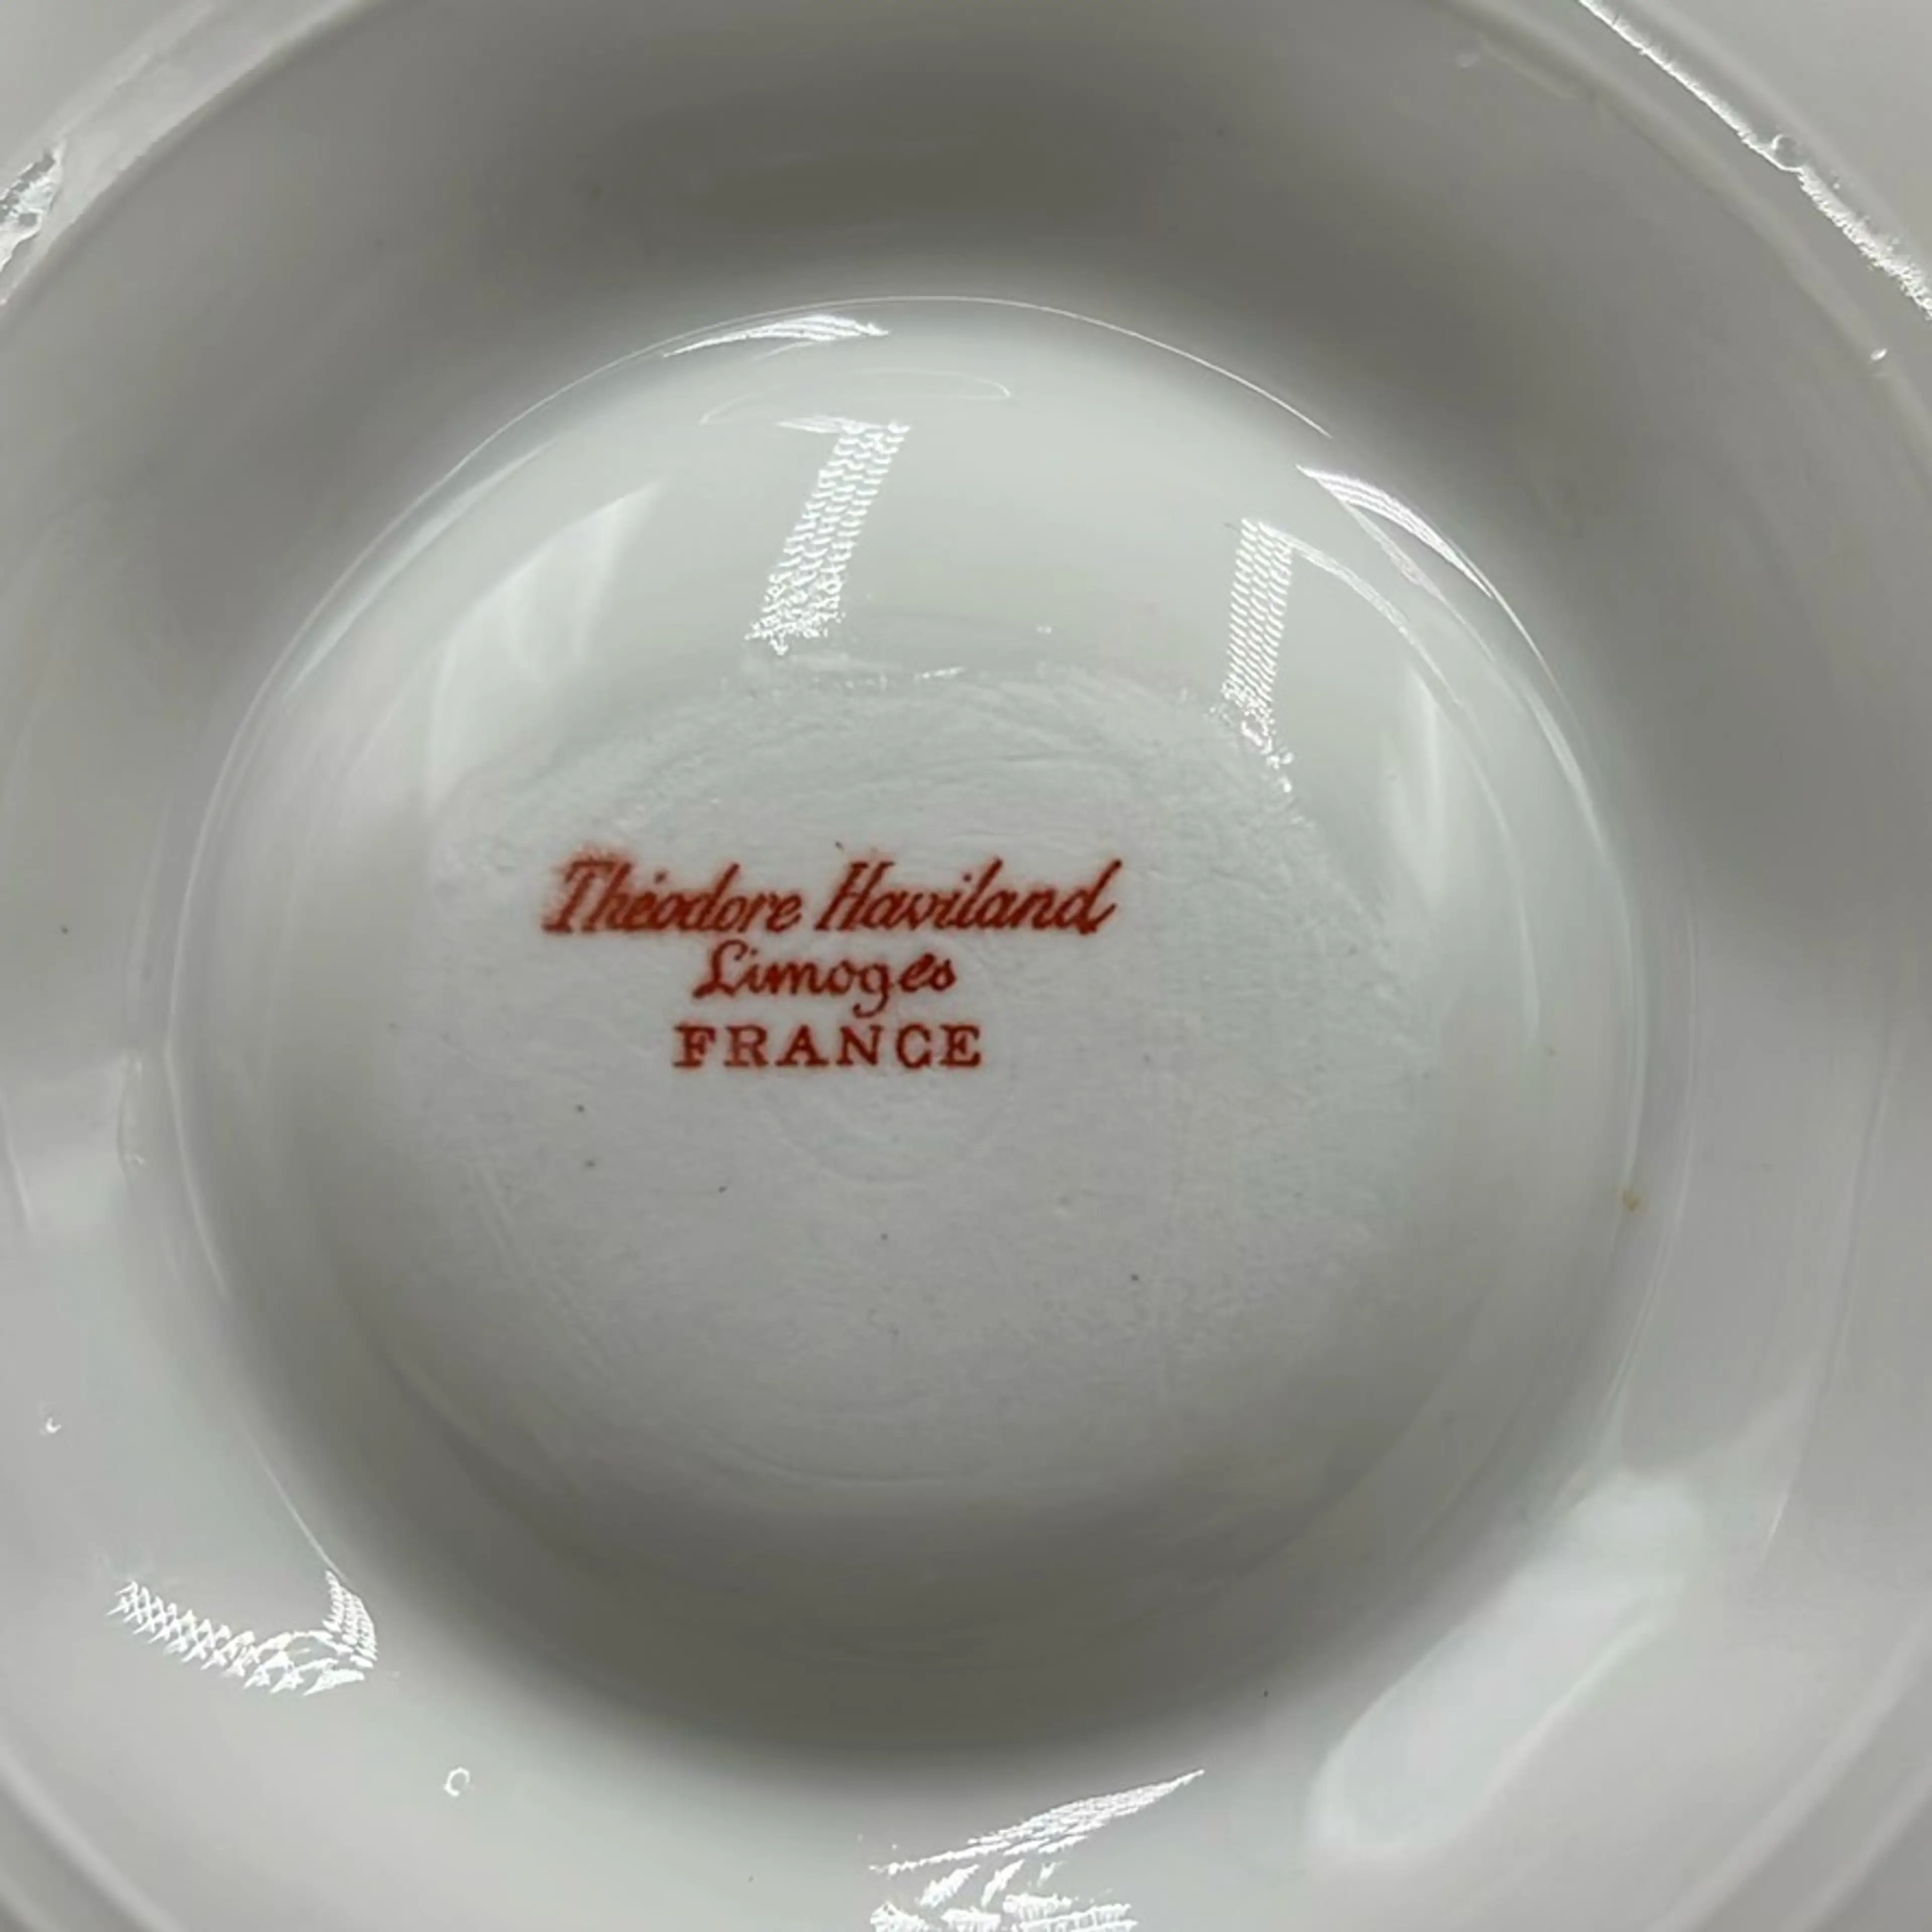 Théodore Haviland
Limoges
FRANCE